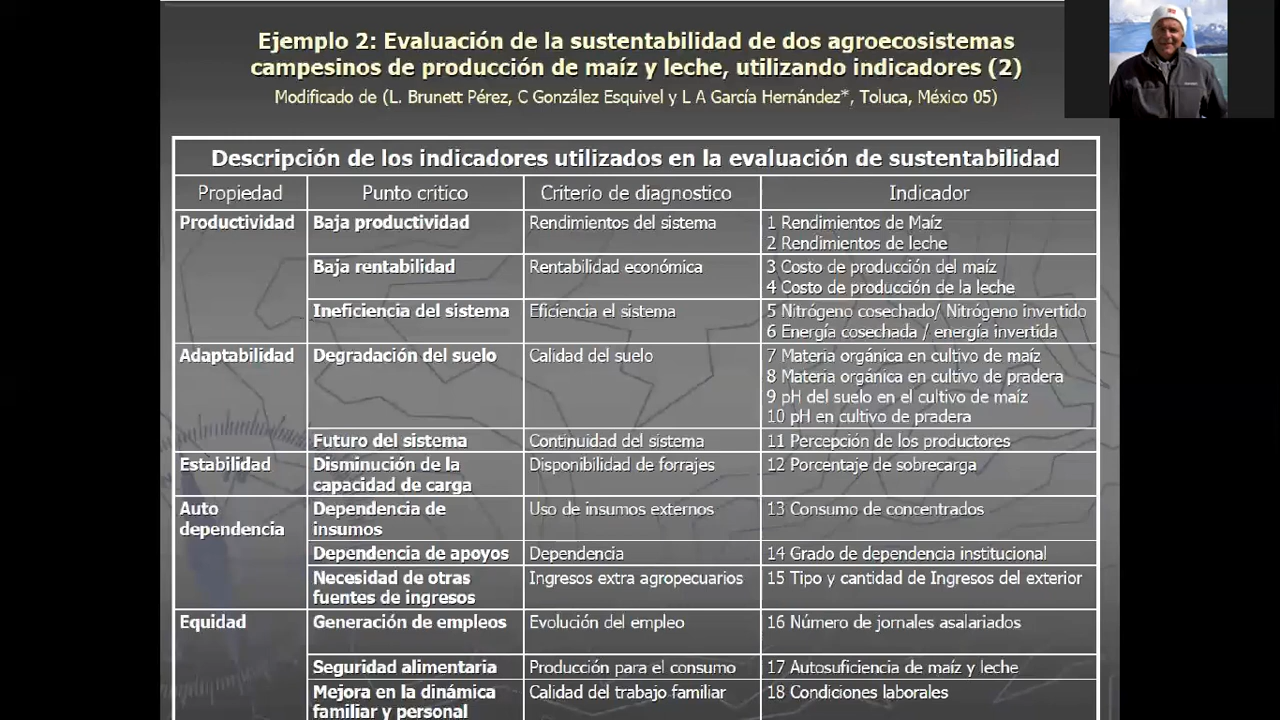 Ejemplo 2: Evaluación de la sustentabilidad de dos agroecosistemas
campesinos de producción de maíz y leche, utilizando indicadores (2)
Modificado de (L. Brunett Pérez, C González Esquivel y L A García Hernández*, Toluca, México 05)
Descripción de los indicadores utilizados en la evaluación de sustentabilidad
Propiedad Punto critico Criterio de diagnostico Indicador
Productividad Baja productividad Rendimientos del sistema 1 Rendimientos de Maíz
2 Rendimientos de leche
Baja rentabilidad Rentabilidad económica 3 Costo de producción del maíz
4 Costo de producción de la leche
Ineficiencia del sistema Eficiencia el sistema 5 Nitrógeno cosechado/ Nitrógeno invertido
6 Energía cosechada / energía invertida
Adaptabilidad Degradación del suelo Calidad del suelo 7 Materia orgánica en cultivo de maíz
8 Materia orgánica en cultivo de pradera
9 pH del suelo en el cultivo de maíz
10 pH en cultivo de pradera
Futuro del sistema Continuidad del sistema 11 Percepción de los productores
Estabilidad Disminución de la Disponibilidad de forrajes 12 Porcentaje de sobrecarga
capacidad de carga
Auto Dependencia de Uso de insumos externos 13 Consumo de concentrados
dependencia insumos
Dependencia de apoyos Dependencia 14 Grado de dependencia institucional
Necesidad de otras Ingresos extra agropecuarios 15 Tipo y cantidad de Ingresos del exterior
fuentes de ingresos
Equidad Generación de empleos Evolución del empleo 16 Número de jornales asalariados
Seguridad alimentaria Producción para el consumo 17 Autosuficiencia de maíz y leche
Mejora en la dinámica Calidad del trabajo familiar 18 Condiciones laborales
familiar y personal